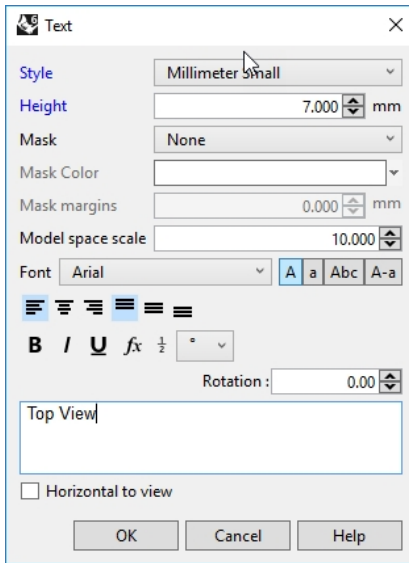 Text
Style Millimeter Small
Height 7.000 mm
Mask None
Mask Color
Mask margins 0.000 mm
Model space scale 10.000
Font Arial A a Abc A-a
B I U fx ½ °
Rotation : 0.00
Top View
Horizontal to view
OK Cancel Help